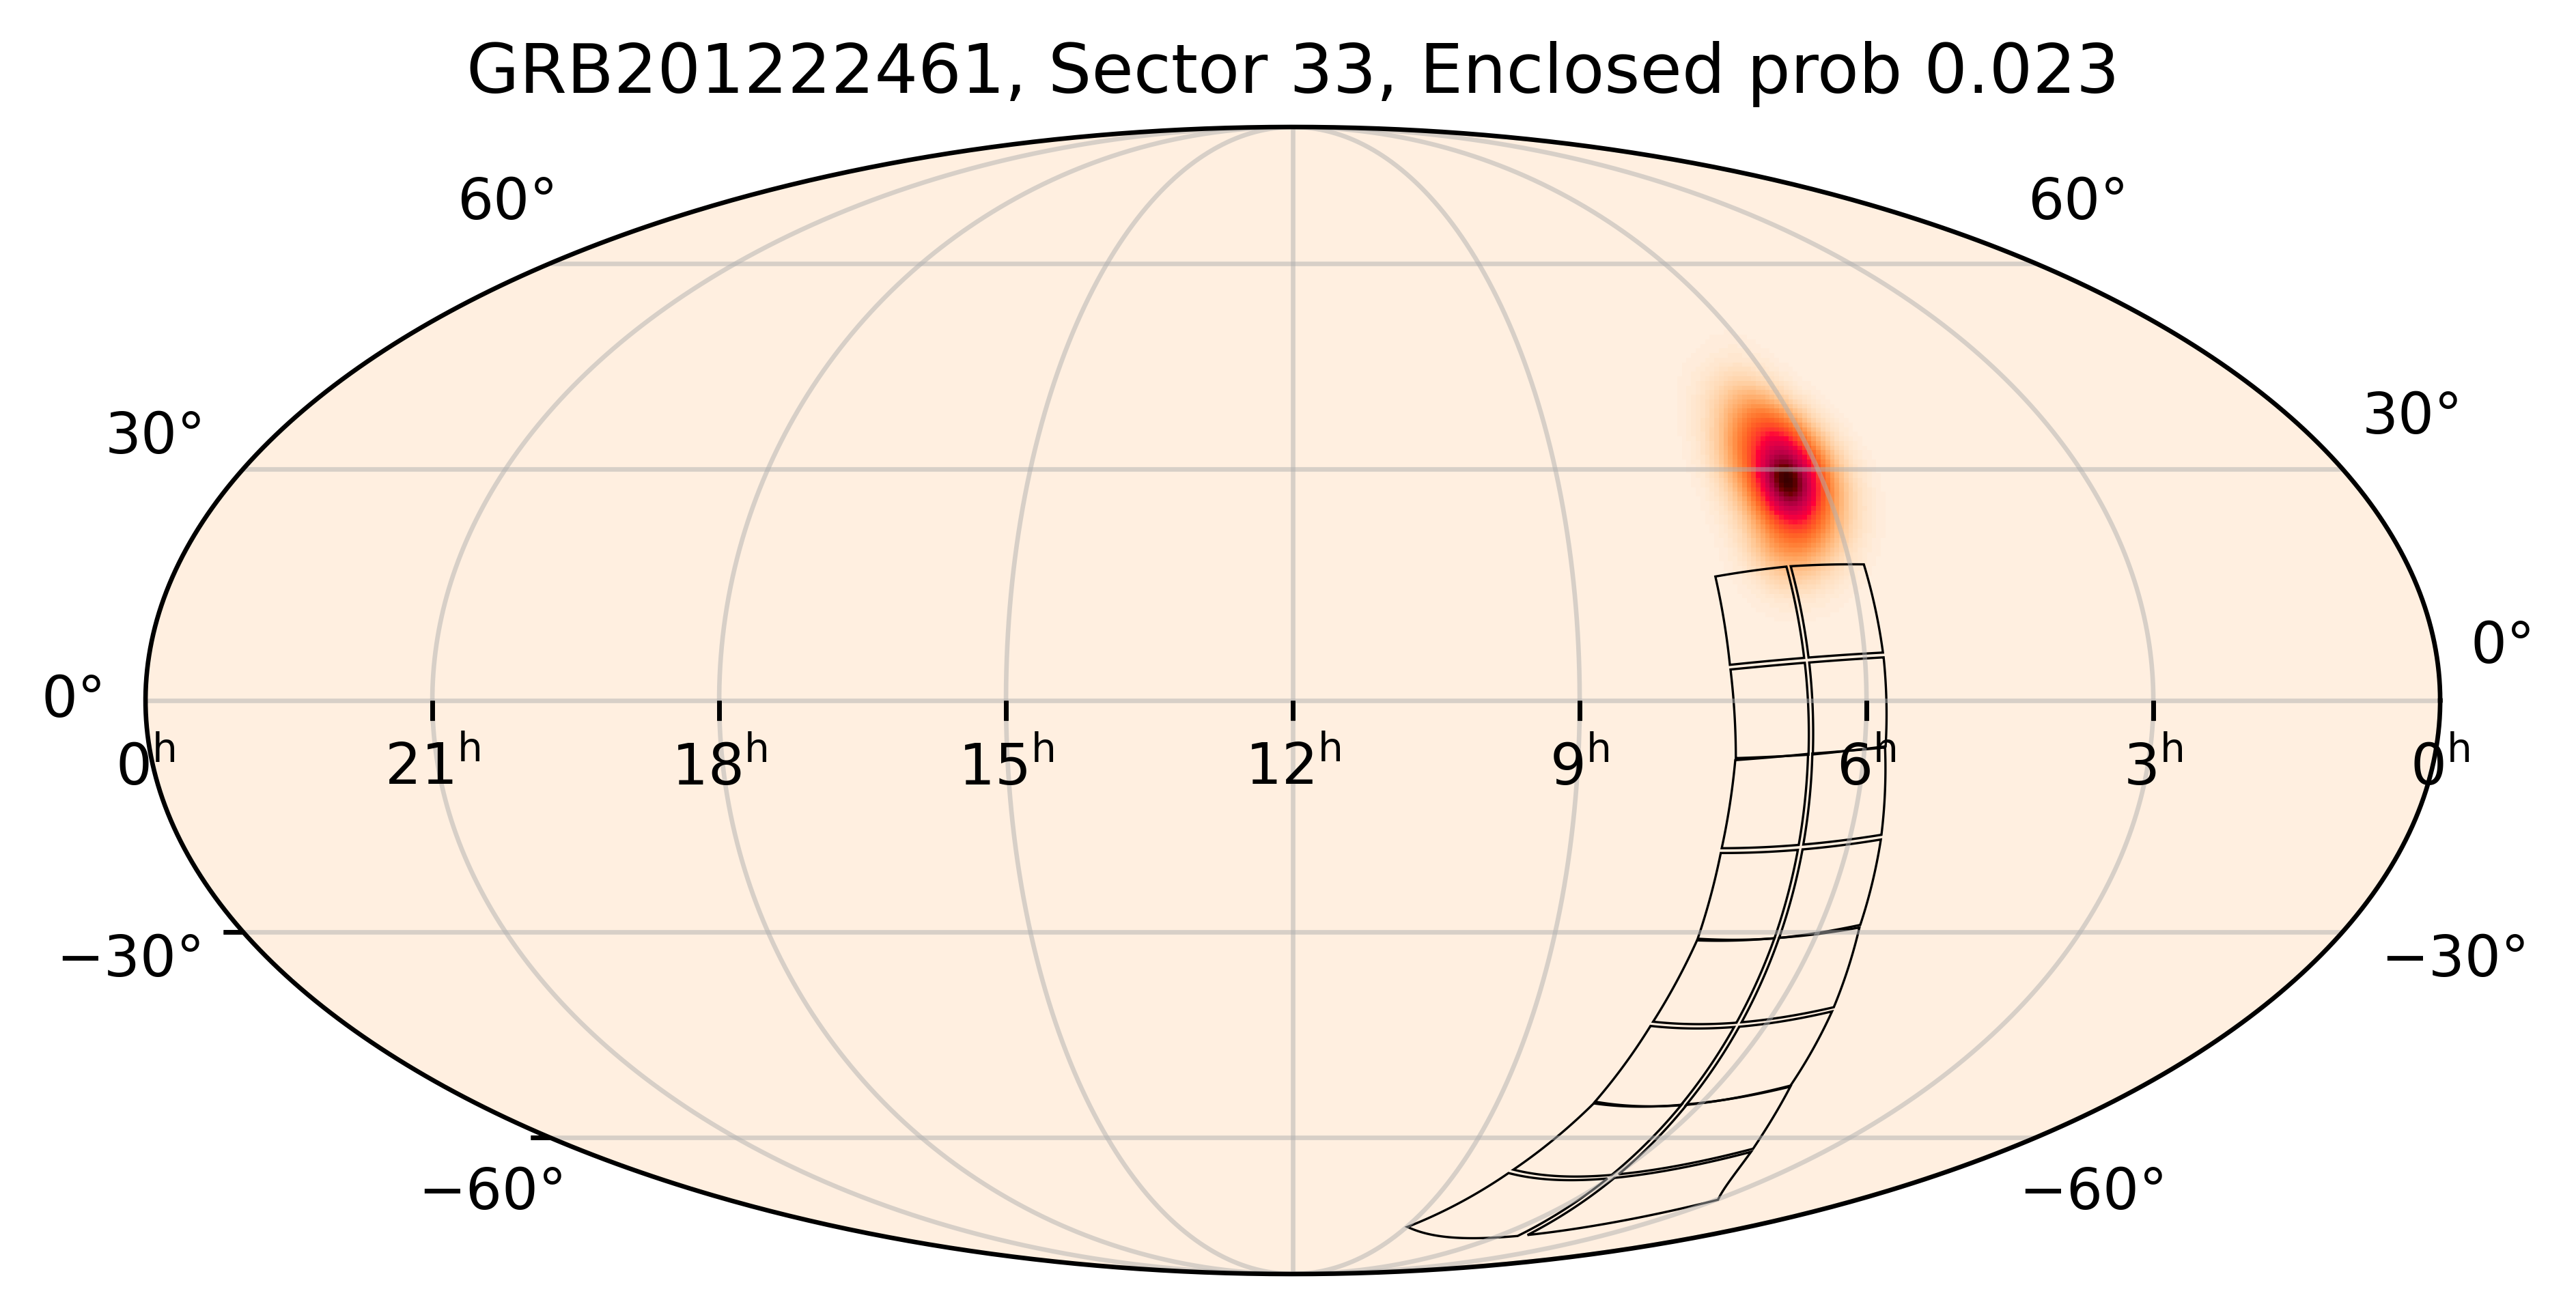 GRB201222461, Sector 33, Enclosed prob 0.023
60° 60°
30° 30°
0° 0°
0ʰ 21ʰ 18ʰ 15ʰ 12ʰ 9ʰ 6ʰ 3ʰ 0ʰ
−30° −30°
−60° −60°